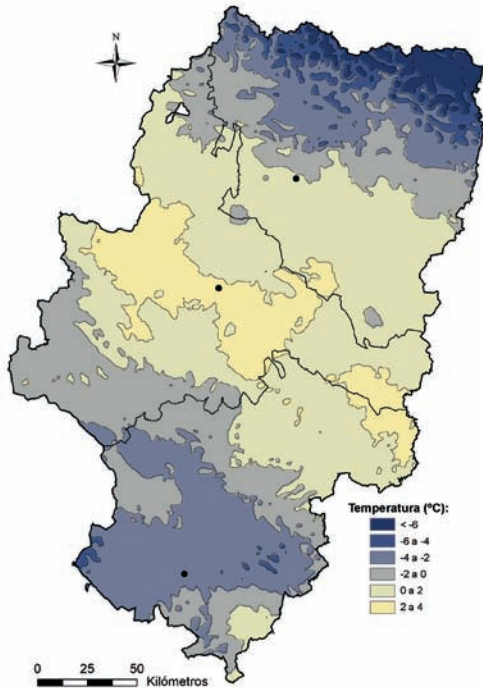 N
Temperatura (ºC):
< -6
-6 a -4
-4 a -2
-2 a 0
0 a 2
2 a 4
0 25 50
Kilómetros